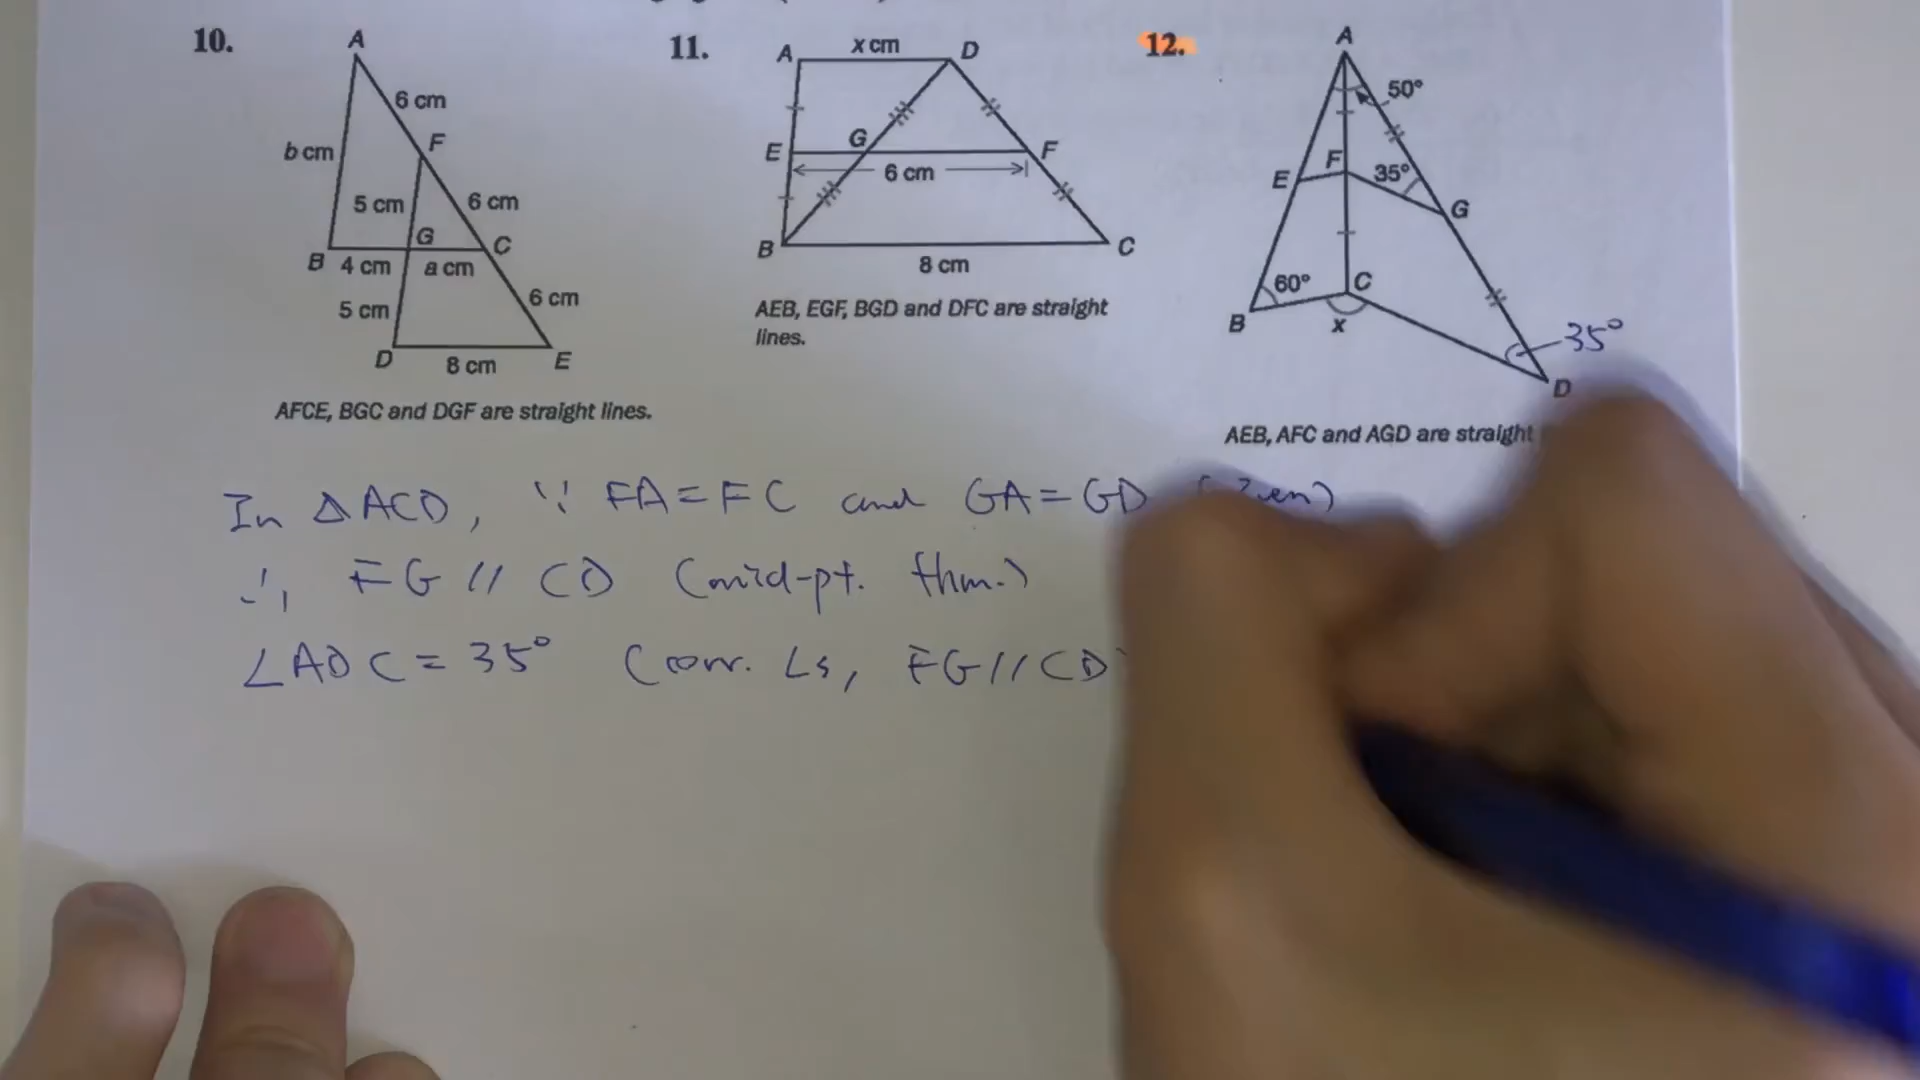 10.
A
6 cm
F
b cm
5 cm
6 cm
G
C
B
4 cm
a cm
6 cm
5 cm
D
8 cm
E
AFCE, BGC and DGF are straight lines.
11.
A
x cm
D
E
G
F
6 cm
B
C
8 cm
AEB, EGF, BGD and DFC are straight
lines.
12.
A
50°
F
35°
E
G
60°
C
B
x
35°
D
AEB, AFC and AGD are straight
In △ACD, ∵ FA = FC and GA = GD
∴ FG // CD (mid-pt. thm.)
∠ADC = 35° (corr. ∠s, FG // CD